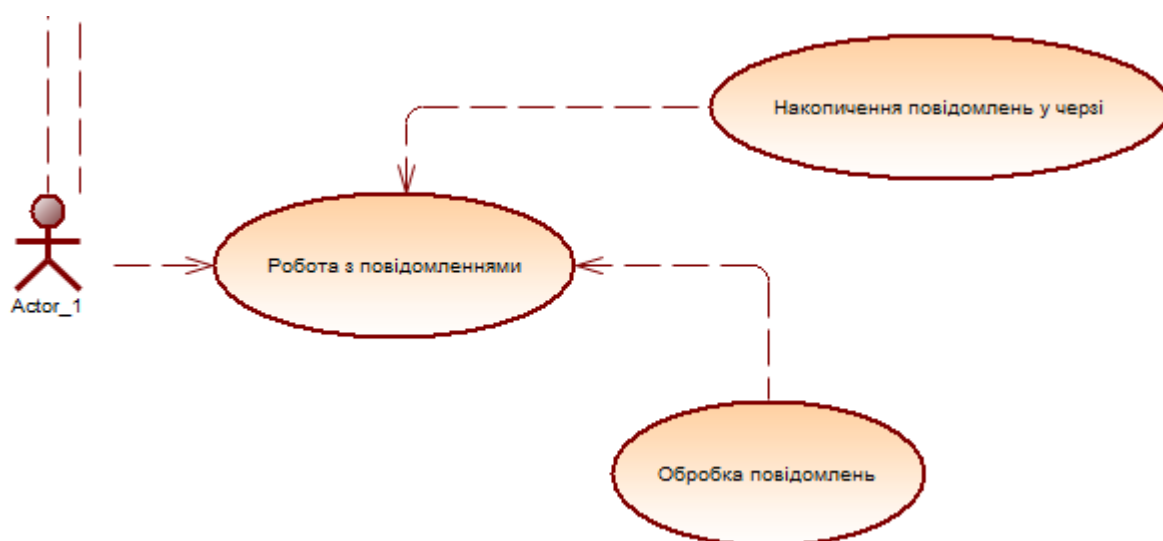 Накопичення повідомлень у черзі
Робота з повідомленнями
Actor_1
Обробка повідомлень